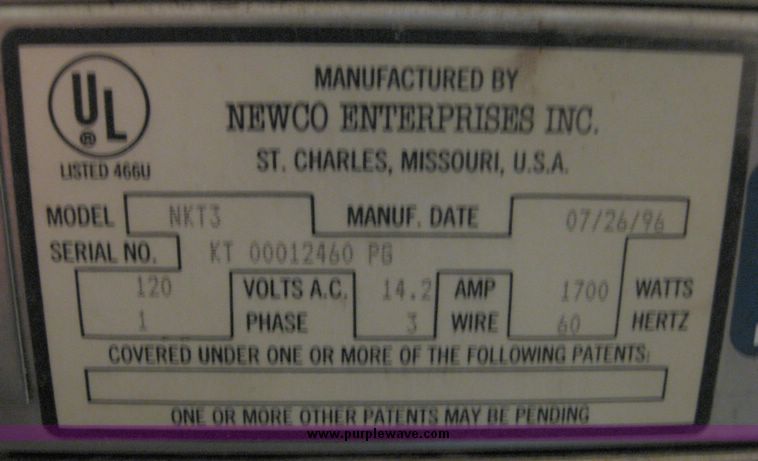 MANUFACTURED BY
NEWCO ENTERPRISES INC.
ST. CHARLES, MISSOURI, U.S.A.
UL
®
LISTED 466U
MODEL NKT3 MANUF. DATE 07/26/96
SERIAL NO. KT 00012460 PG
120 VOLTS A.C. 14.2 AMP 1700 WATTS
1 PHASE 3 WIRE 60 HERTZ
COVERED UNDER ONE OR MORE OF THE FOLLOWING PATENTS:
ONE OR MORE OTHER PATENTS MAY BE PENDING
www.purplewave.com